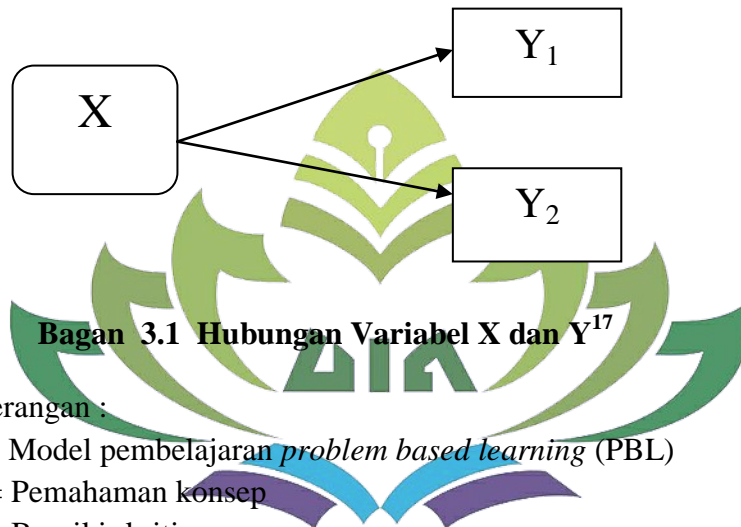 Y₁
X
Y₂
Bagan 3.1 Hubungan Variabel X dan Y¹⁷
erangan :
Model pembelajaran problem based learning (PBL)
= Pemahaman konsep